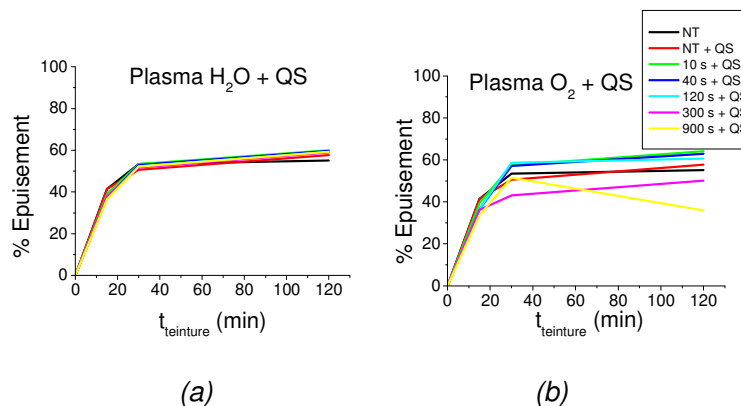 Plasma H₂O + QS
% Epuisement
100
80
60
40
20
0
0 20 40 60 80 100 120
t_teinture (min)
(a)
Plasma O₂ + QS
% Epuisement
100
80
60
40
20
0
0 20 40 60 80 100 120
t_teinture (min)
(b)
NT
NT + QS
10 s + QS
40 s + QS
120 s + QS
300 s + QS
900 s + QS